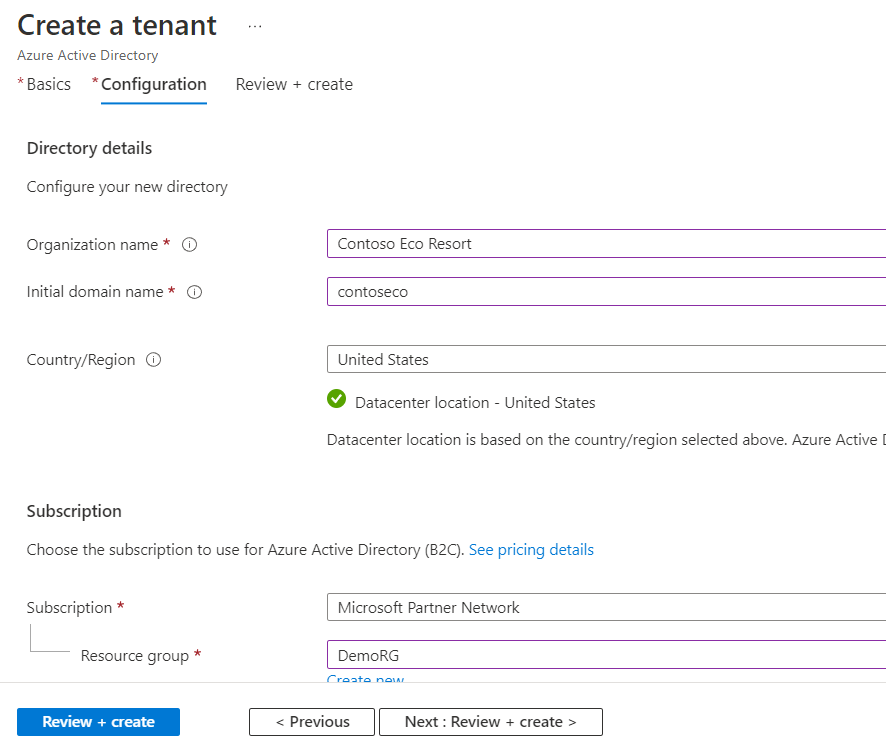 Create a tenant ...
Azure Active Directory
* Basics * Configuration Review + create
Directory details
Configure your new directory
Organization name * Contoso Eco Resort
Initial domain name * contoseco
Country/Region United States
Datacenter location - United States
Datacenter location is based on the country/region selected above. Azure Active
Subscription
Choose the subscription to use for Azure Active Directory (B2C). See pricing details
Subscription * Microsoft Partner Network
Resource group * DemoRG
Create new
Review + create < Previous Next : Review + create >